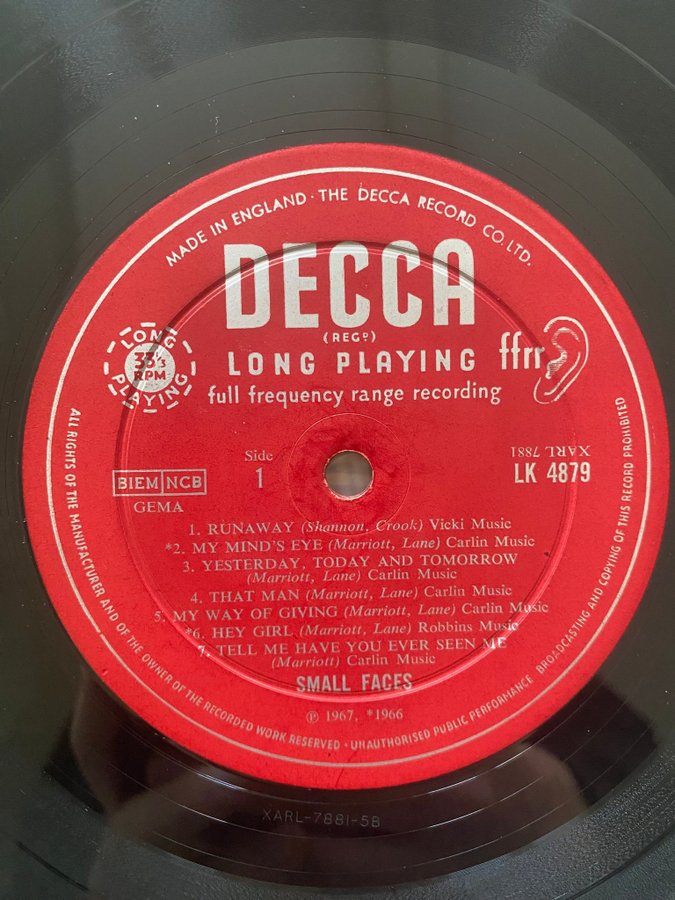 MADE IN ENGLAND · THE DECCA RECORD CO. LTD.
DECCA
(REGD)
LONG PLAYING
33 1/3
RPM
LONG PLAYING
ffrr
full frequency range recording
Side
1
XARL 7881
LK 4879
BIEM NCB
GEMA
1. RUNAWAY (Shannon, Crook) Vicki Music
*2. MY MIND'S EYE (Marriott, Lane) Carlin Music
3. YESTERDAY, TODAY AND TOMORROW
(Marriott, Lane) Carlin Music
4. THAT MAN (Marriott, Lane) Carlin Music
5. MY WAY OF GIVING (Marriott, Lane) Carlin Music
*6. HEY GIRL (Marriott, Lane) Robbins Music
7. TELL ME HAVE YOU EVER SEEN ME
(Marriott) Carlin Music
SMALL FACES
℗ 1967, *1966
ALL RIGHTS OF THE MANUFACTURER AND OF THE OWNER OF THE RECORDED WORK RESERVED · UNAUTHORISED PUBLIC PERFORMANCE BROADCASTING AND COPYING OF THIS RECORD PROHIBITED
XARL-7881-5B